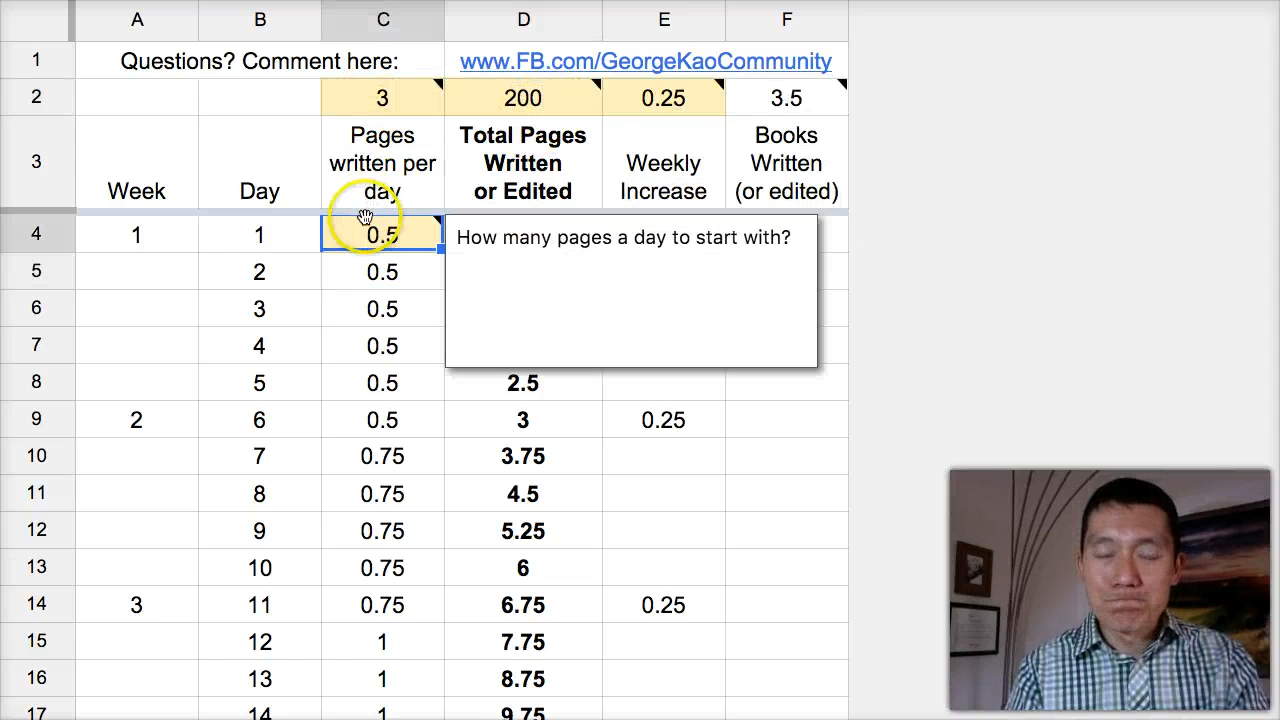 A B C D E F
1 Questions? Comment here: www.FB.com/GeorgeKaoCommunity
2 3 200 0.25 3.5
3 Week Day Pages written per day Total Pages Written or Edited Weekly Increase Books Written (or edited)
4 1 1 0.5 How many pages a day to start with?
5 2 0.5
6 3 0.5
7 4 0.5
8 5 0.5 2.5
9 2 6 0.5 3 0.25
10 7 0.75 3.75
11 8 0.75 4.5
12 9 0.75 5.25
13 10 0.75 6
14 3 11 0.75 6.75 0.25
15 12 1 7.75
16 13 1 8.75
17 14 1 9.75